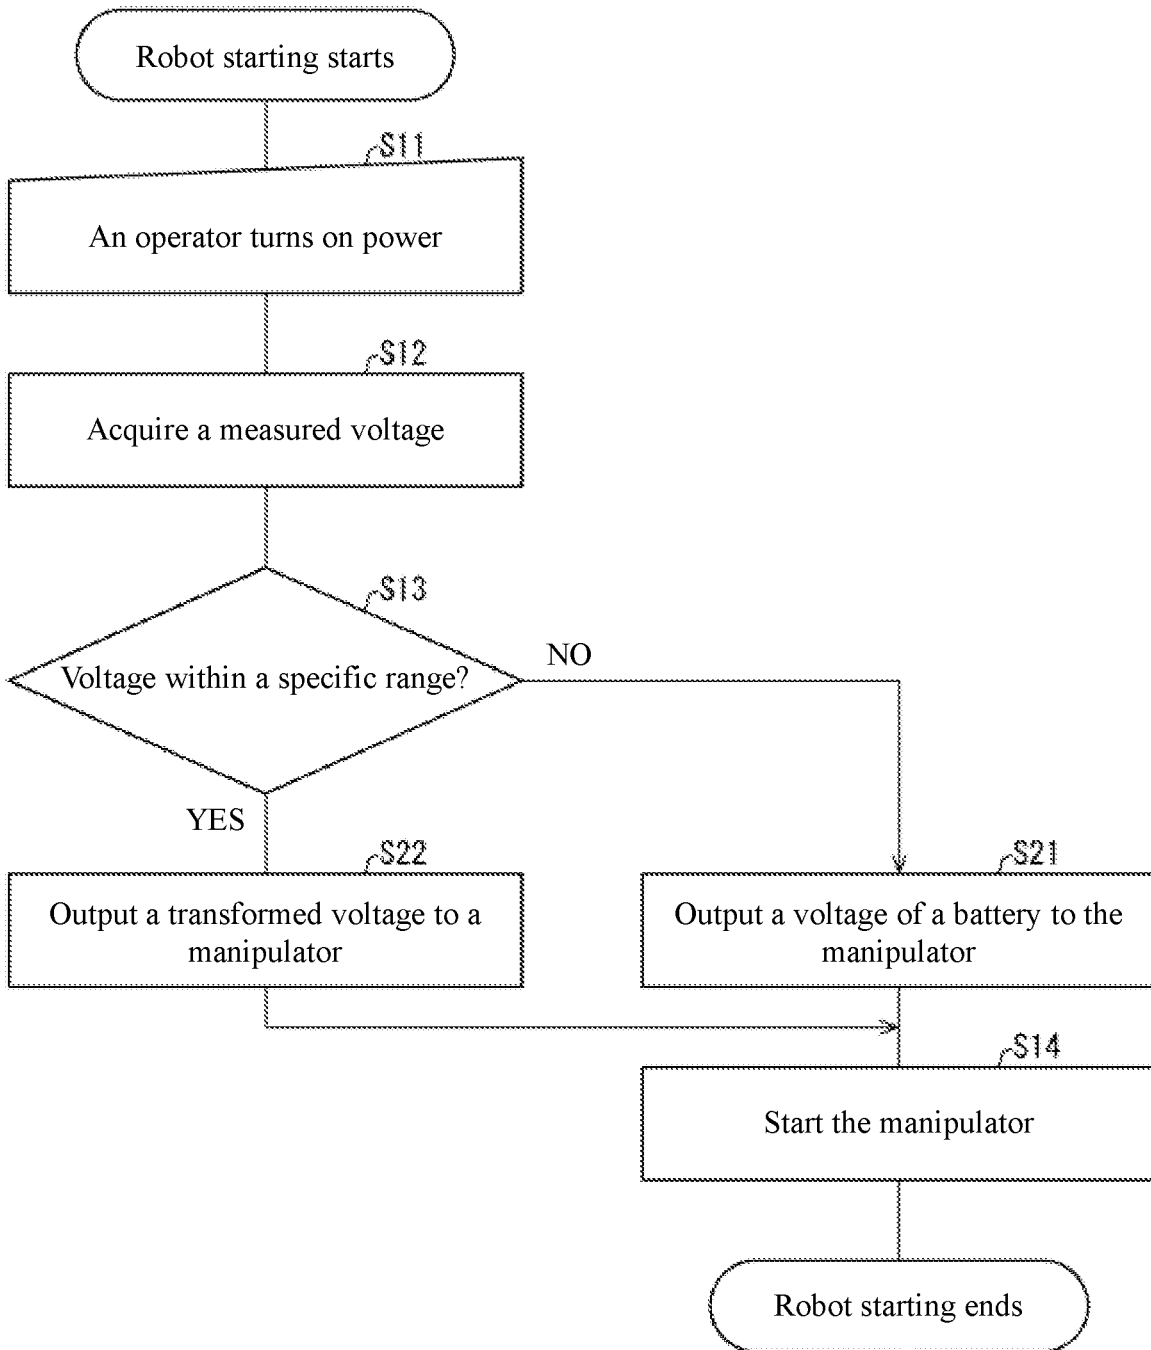 Robot starting starts
S11
An operator turns on power
S12
Acquire a measured voltage
S13
Voltage within a specific range?
NO
YES
S22
Output a transformed voltage to a
manipulator
S21
Output a voltage of a battery to the
manipulator
S14
Start the manipulator
Robot starting ends